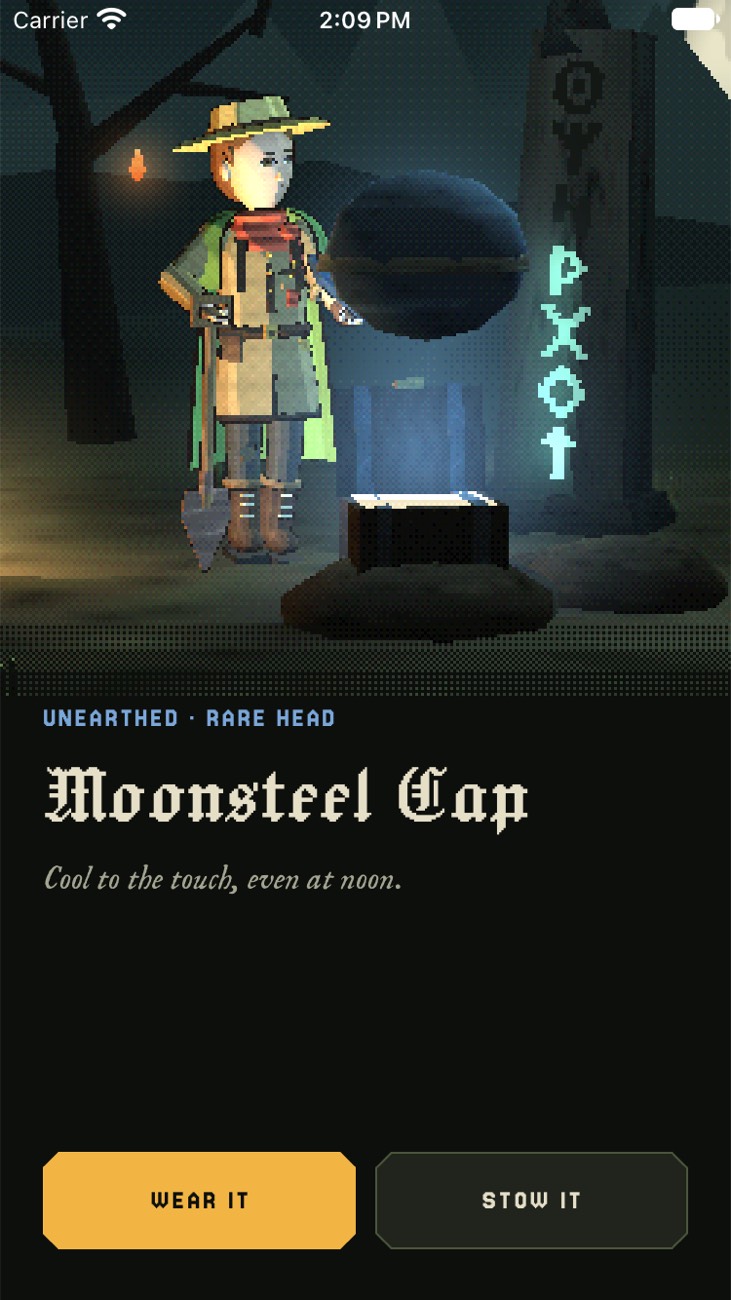 Carrier
2:09 PM
UNEARTHED · RARE HEAD
Moonsteel Cap
Cool to the touch, even at noon.
WEAR IT
STOW IT